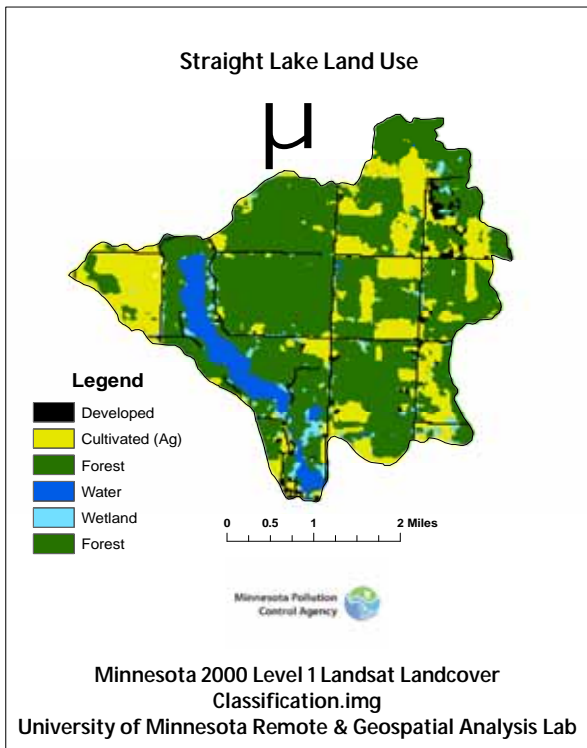 Straight Lake Land Use
µ
Legend
Developed
Cultivated (Ag)
Forest
Water
Wetland
Forest
0 0.5 1 2 Miles
Minnesota Pollution
Control Agency
Minnesota 2000 Level 1 Landsat Landcover
Classification.img
University of Minnesota Remote & Geospatial Analysis Lab